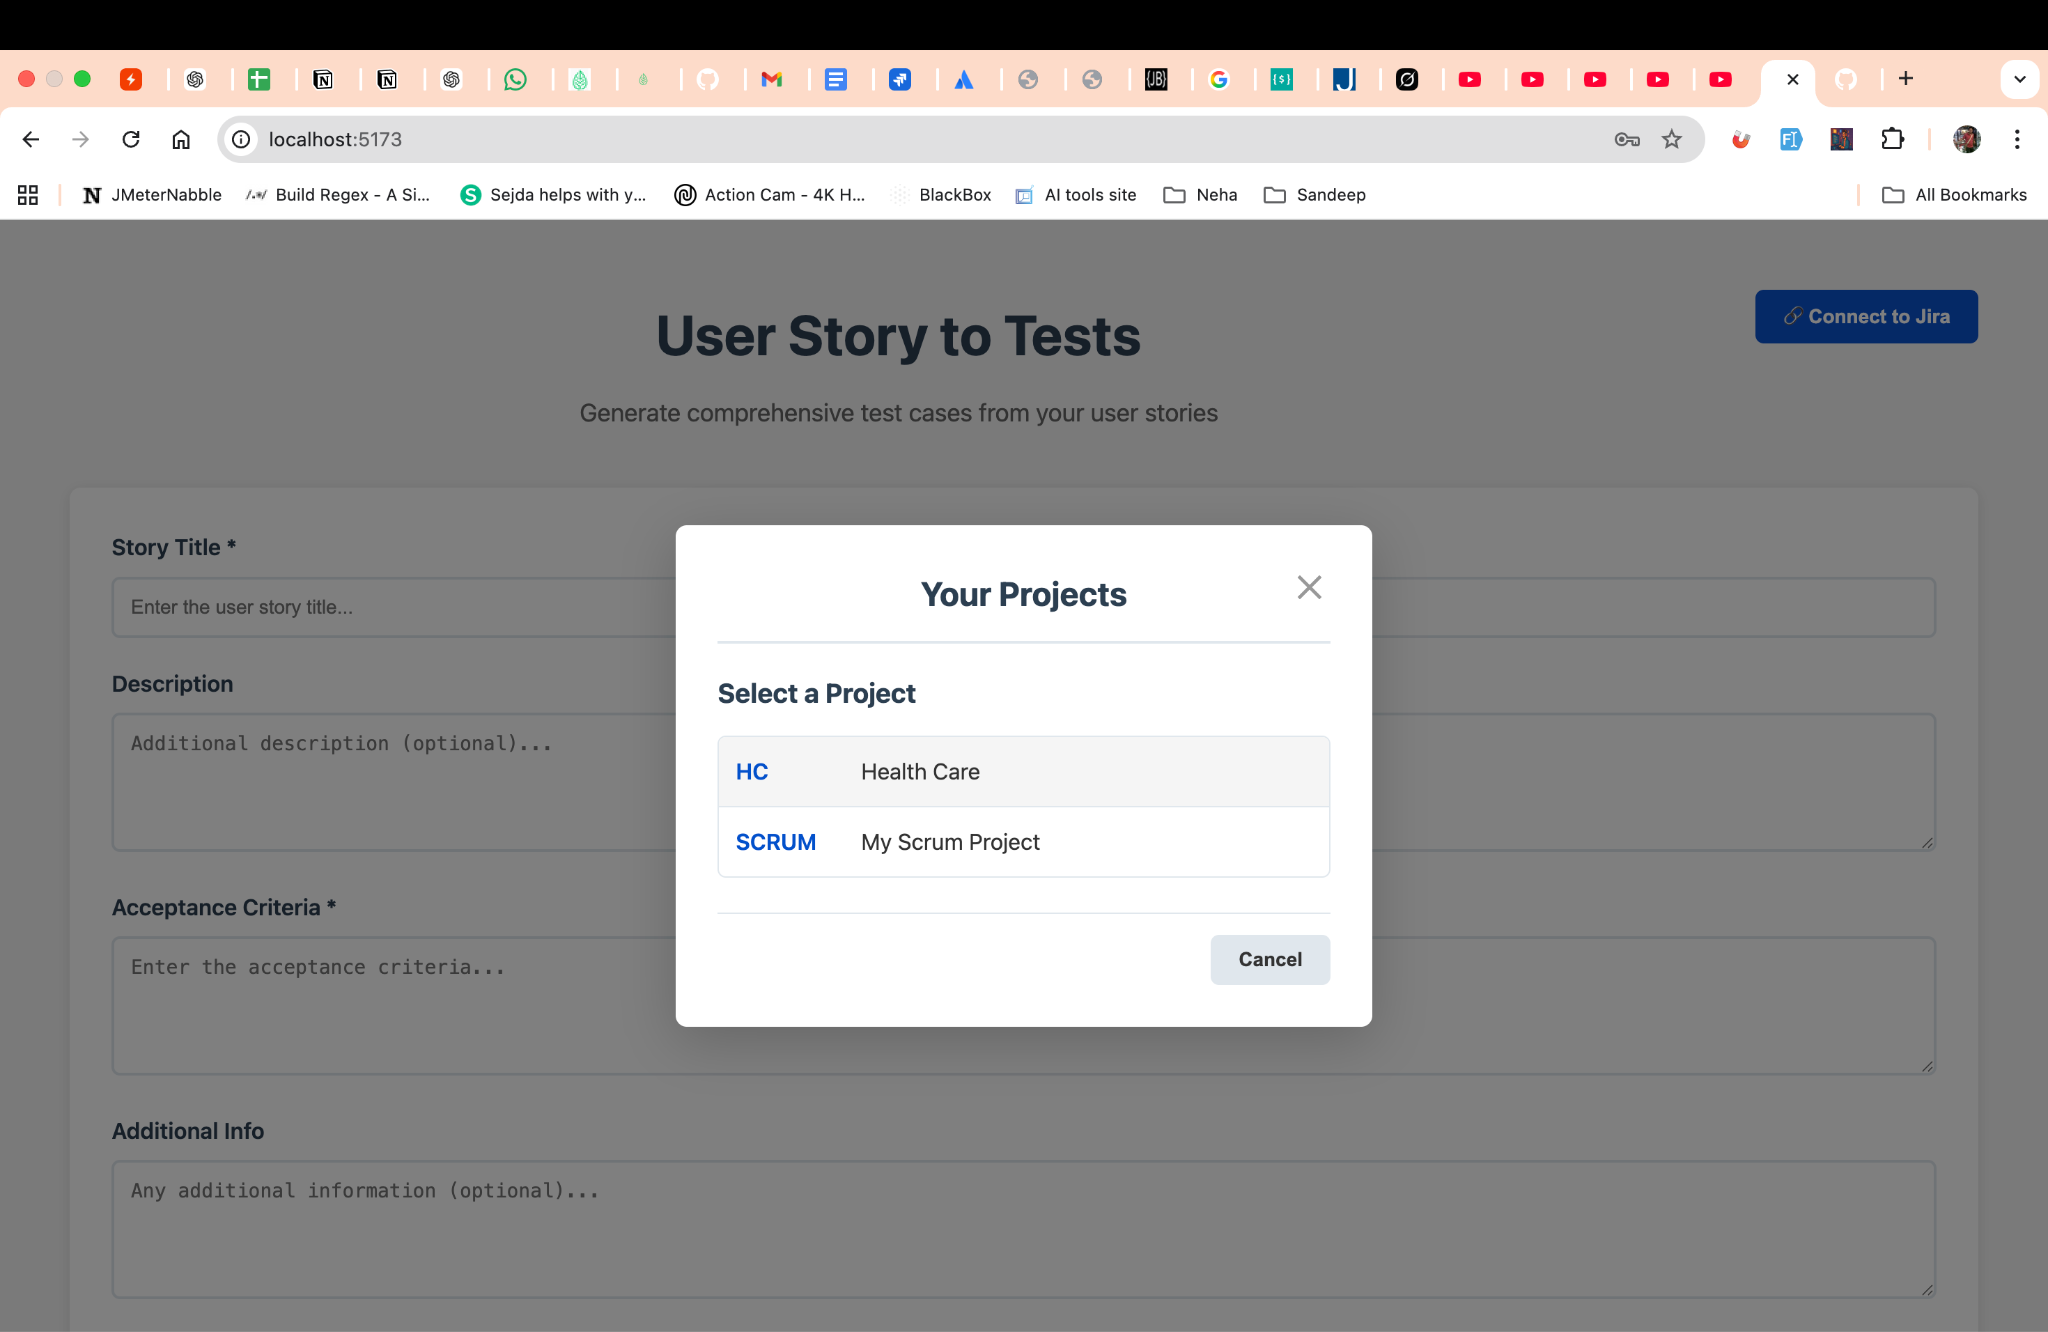 localhost:5173
JMeterNabble
Build Regex - A Si...
Sejda helps with y...
Action Cam - 4K H...
BlackBox
AI tools site
Neha
Sandeep
All Bookmarks
User Story to Tests
Connect to Jira
Generate comprehensive test cases from your user stories
Story Title *
Enter the user story title...
Description
Additional description (optional)...
Acceptance Criteria *
Enter the acceptance criteria...
Additional Info
Any additional information (optional)...
Your Projects
Select a Project
HC Health Care
SCRUM My Scrum Project
Cancel